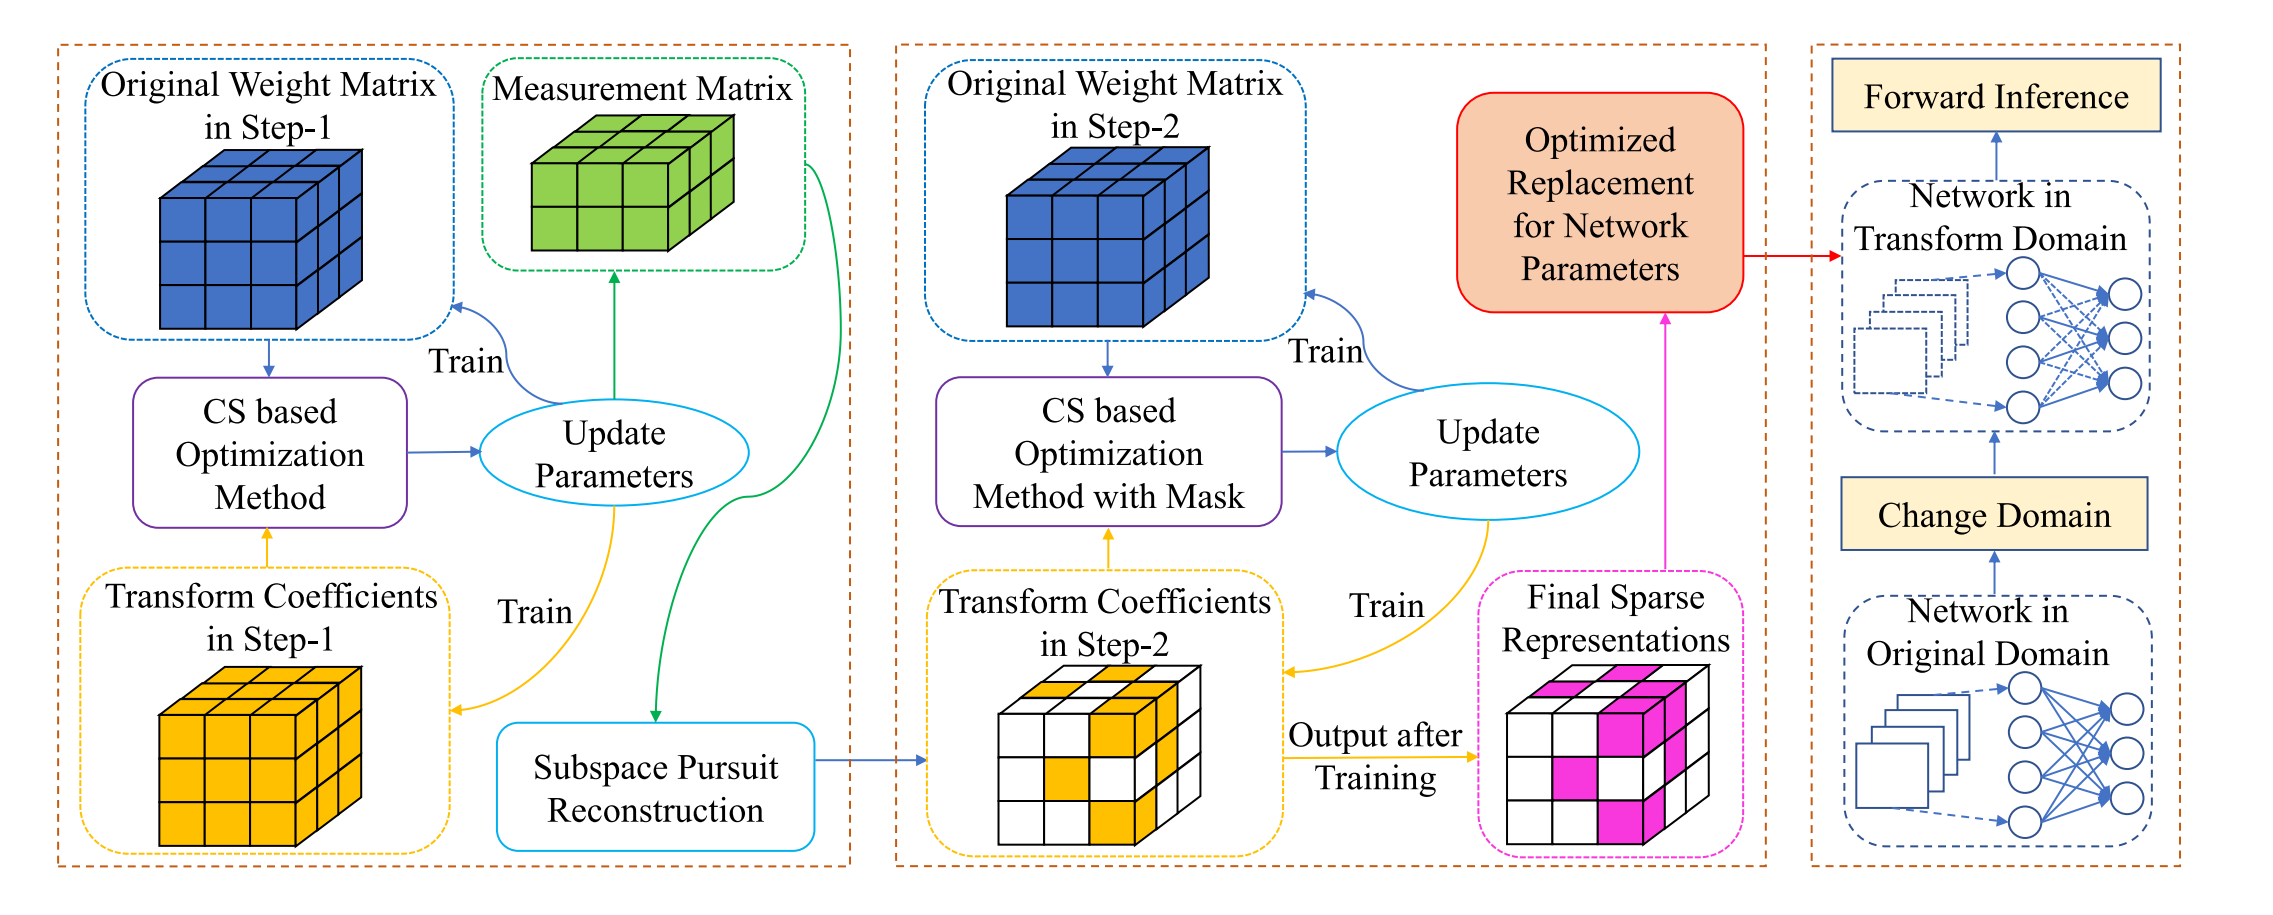 Original Weight Matrix
in Step-1
Measurement Matrix
Train
CS based
Optimization
Method
Update
Parameters
Transform Coefficients
in Step-1
Train
Subspace Pursuit
Reconstruction
Original Weight Matrix
in Step-2
Optimized
Replacement
for Network
Parameters
Train
CS based
Optimization
Method with Mask
Update
Parameters
Transform Coefficients
in Step-2
Train
Final Sparse
Representations
Output after
Training
Forward Inference
Network in
Transform Domain
Change Domain
Network in
Original Domain